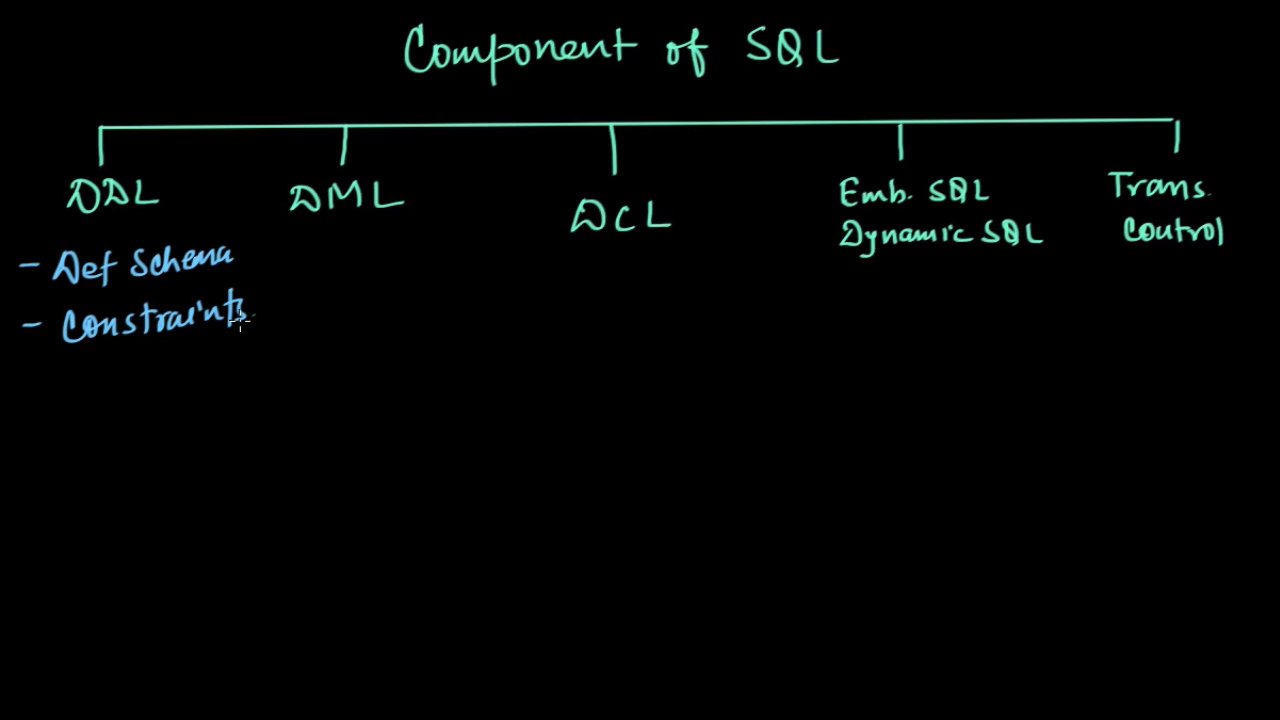 Component of SQL
DDL DML DCL Emb. SQL Trans.
Dynamic SQL Control
- Def Schema
- Constraints